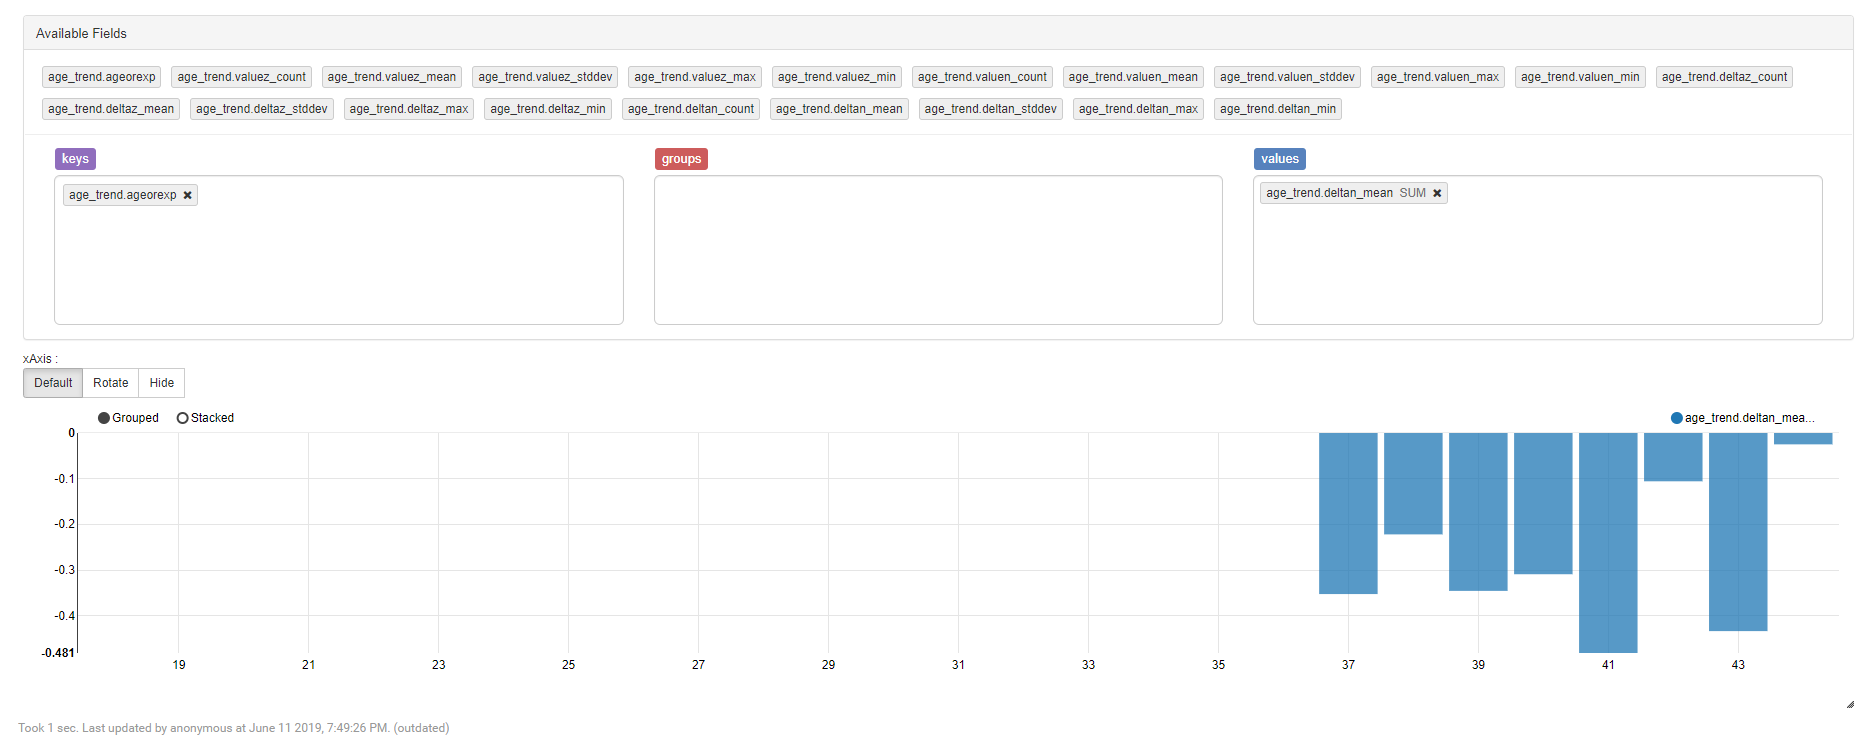 Available Fields
age_trend.ageorexp age_trend.valuez_count age_trend.valuez_mean age_trend.valuez_stddev age_trend.valuez_max age_trend.valuez_min age_trend.valuen_count age_trend.valuen_mean age_trend.valuen_stddev age_trend.valuen_max age_trend.valuen_min age_trend.deltaz_count
age_trend.deltaz_mean age_trend.deltaz_stddev age_trend.deltaz_max age_trend.deltaz_min age_trend.deltan_count age_trend.deltan_mean age_trend.deltan_stddev age_trend.deltan_max age_trend.deltan_min
keys groups values
age_trend.ageorexp ✖ age_trend.deltan_mean SUM ✖
xAxis :
Default Rotate Hide
Grouped Stacked age_trend.deltan_mea...
0
-0.1
-0.2
-0.3
-0.4
-0.481
19 21 23 25 27 29 31 33 35 37 39 41 43
Took 1 sec. Last updated by anonymous at June 11 2019, 7:49:26 PM. (outdated)